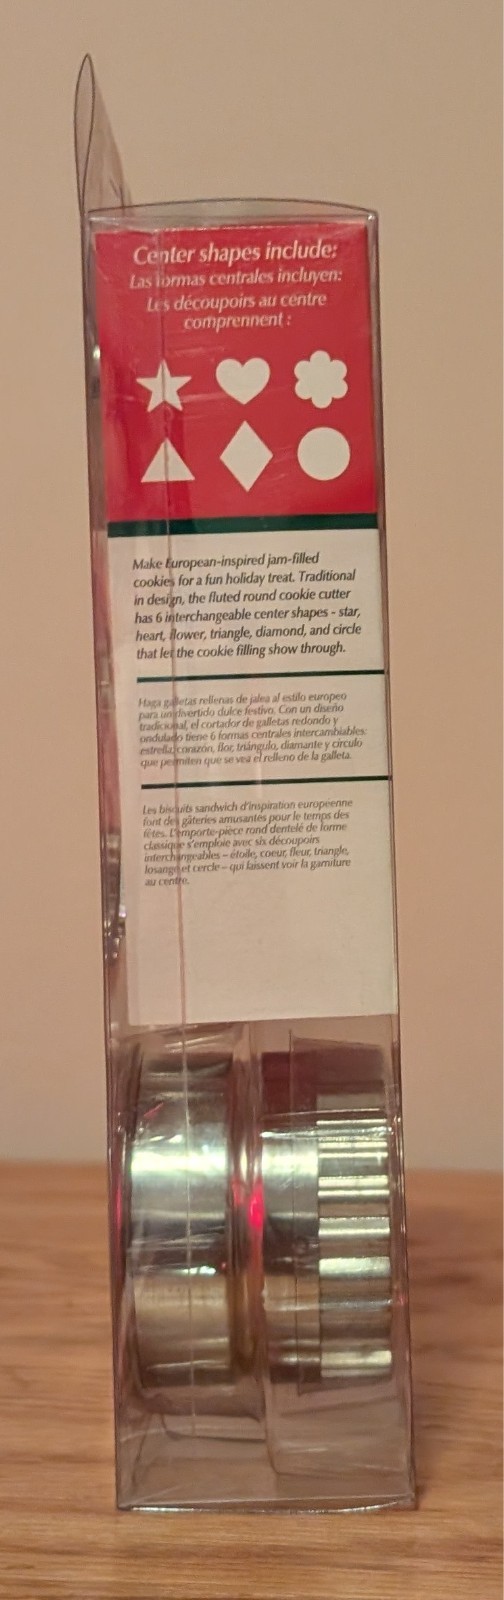 Center shapes include:
Las formas centrales incluyen:
Les découpoirs au centre
comprennent :
Make European-inspired jam-filled
cookies for a fun holiday treat. Traditional
in design, the fluted round cookie cutter
has 6 interchangeable center shapes - star,
heart, flower, triangle, diamond, and circle
that let the cookie filling show through.
Haga galletas rellenas de jalea al estilo europeo
para un divertido dulce festivo. Con un diseño
tradicional, el cortador de galletas redondo y
ondulado tiene 6 formas centrales intercambiables:
estrella, corazón, flor, triángulo, diamante y círculo
que permiten que se vea el relleno de la galleta.
Les biscuits sandwich d'inspiration européenne
font des gâteries amusantes pour le temps des
fêtes. L'emporte-pièce rond dentelé de forme
classique s'emploie avec six découpoirs
interchangeables – étoile, coeur, fleur, triangle,
losange et cercle – qui laissent voir la garniture
au centre.